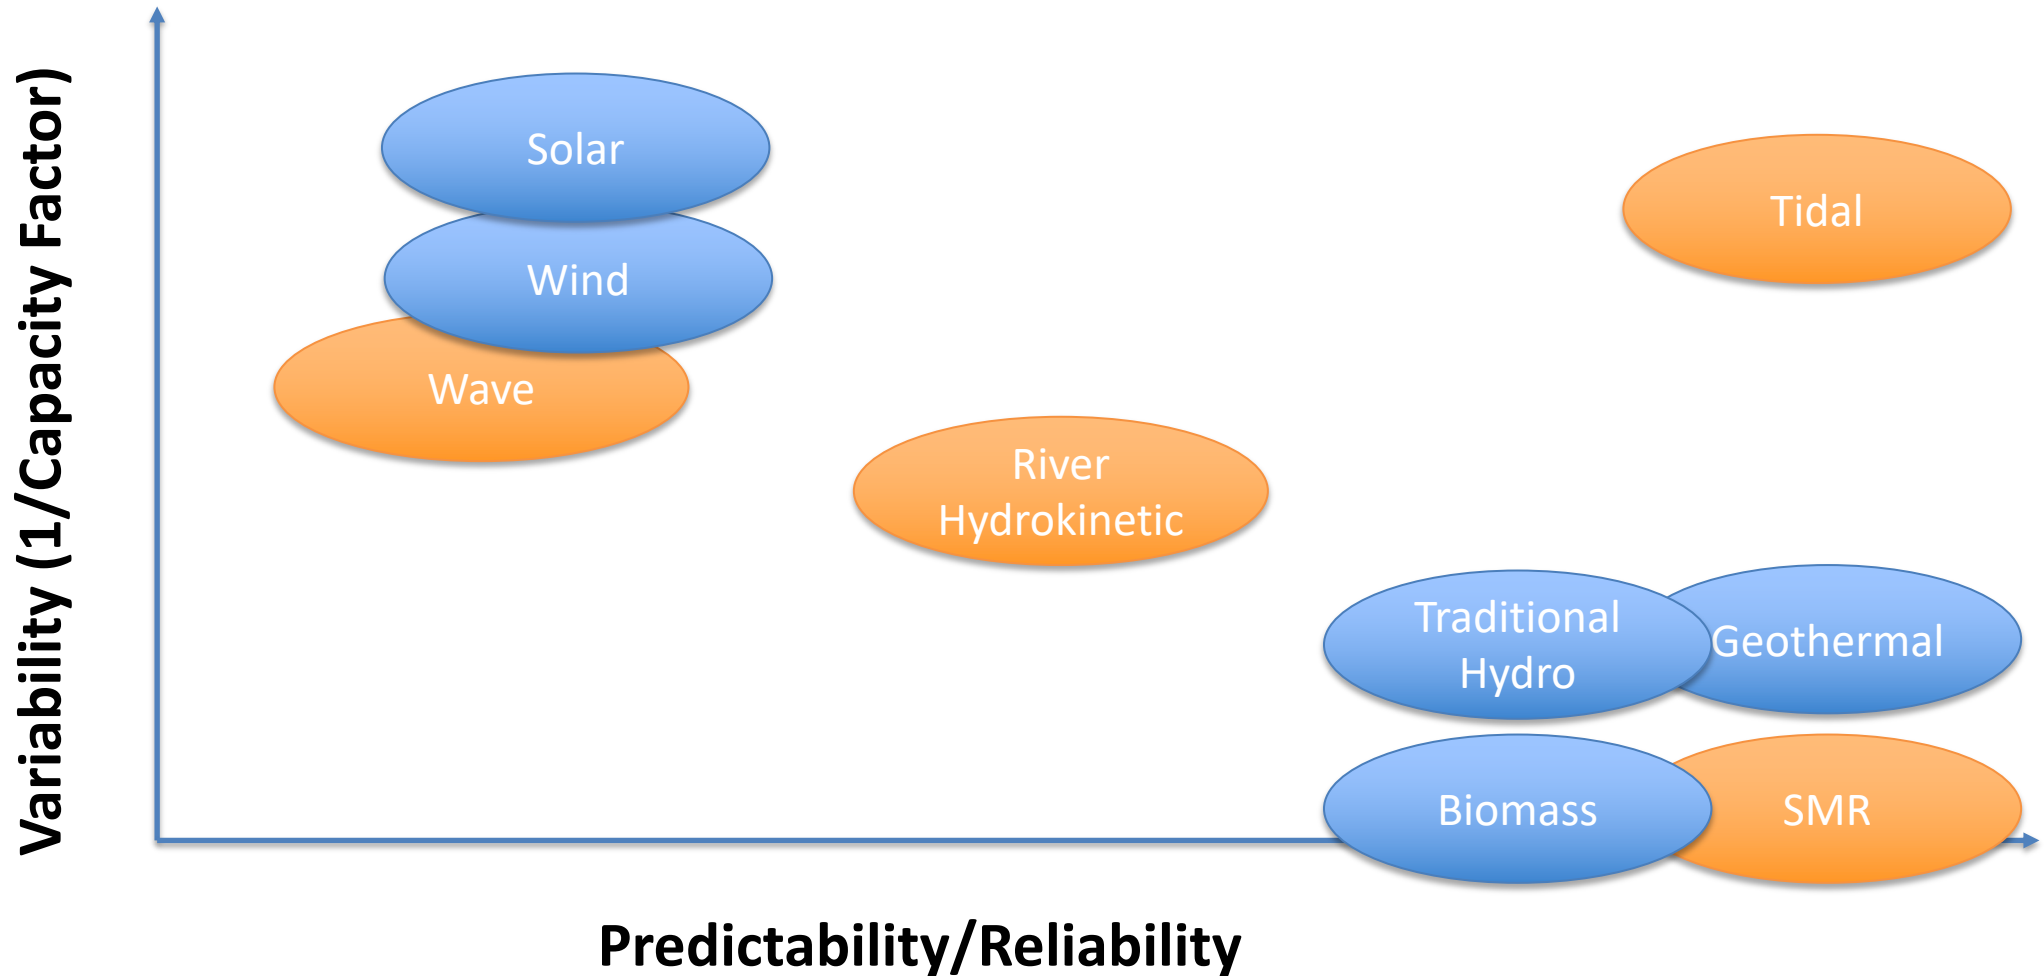 Variability (1/Capacity Factor)
Solar
Wind
Wave
Tidal
River
Hydrokinetic
Traditional
Hydro
Geothermal
Biomass
SMR
Predictability/Reliability